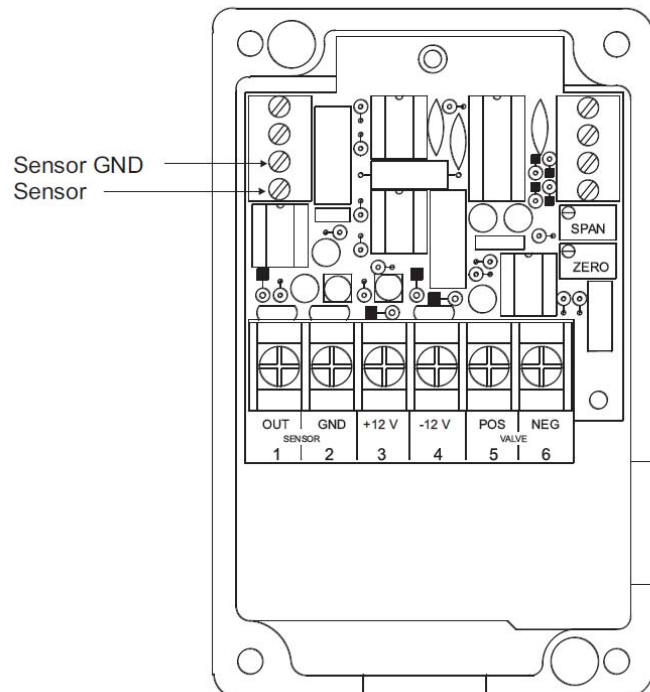 Sensor GND
Sensor
SPAN
ZERO
OUT GND +12 V -12 V POS NEG
SENSOR VALVE
1 2 3 4 5 6